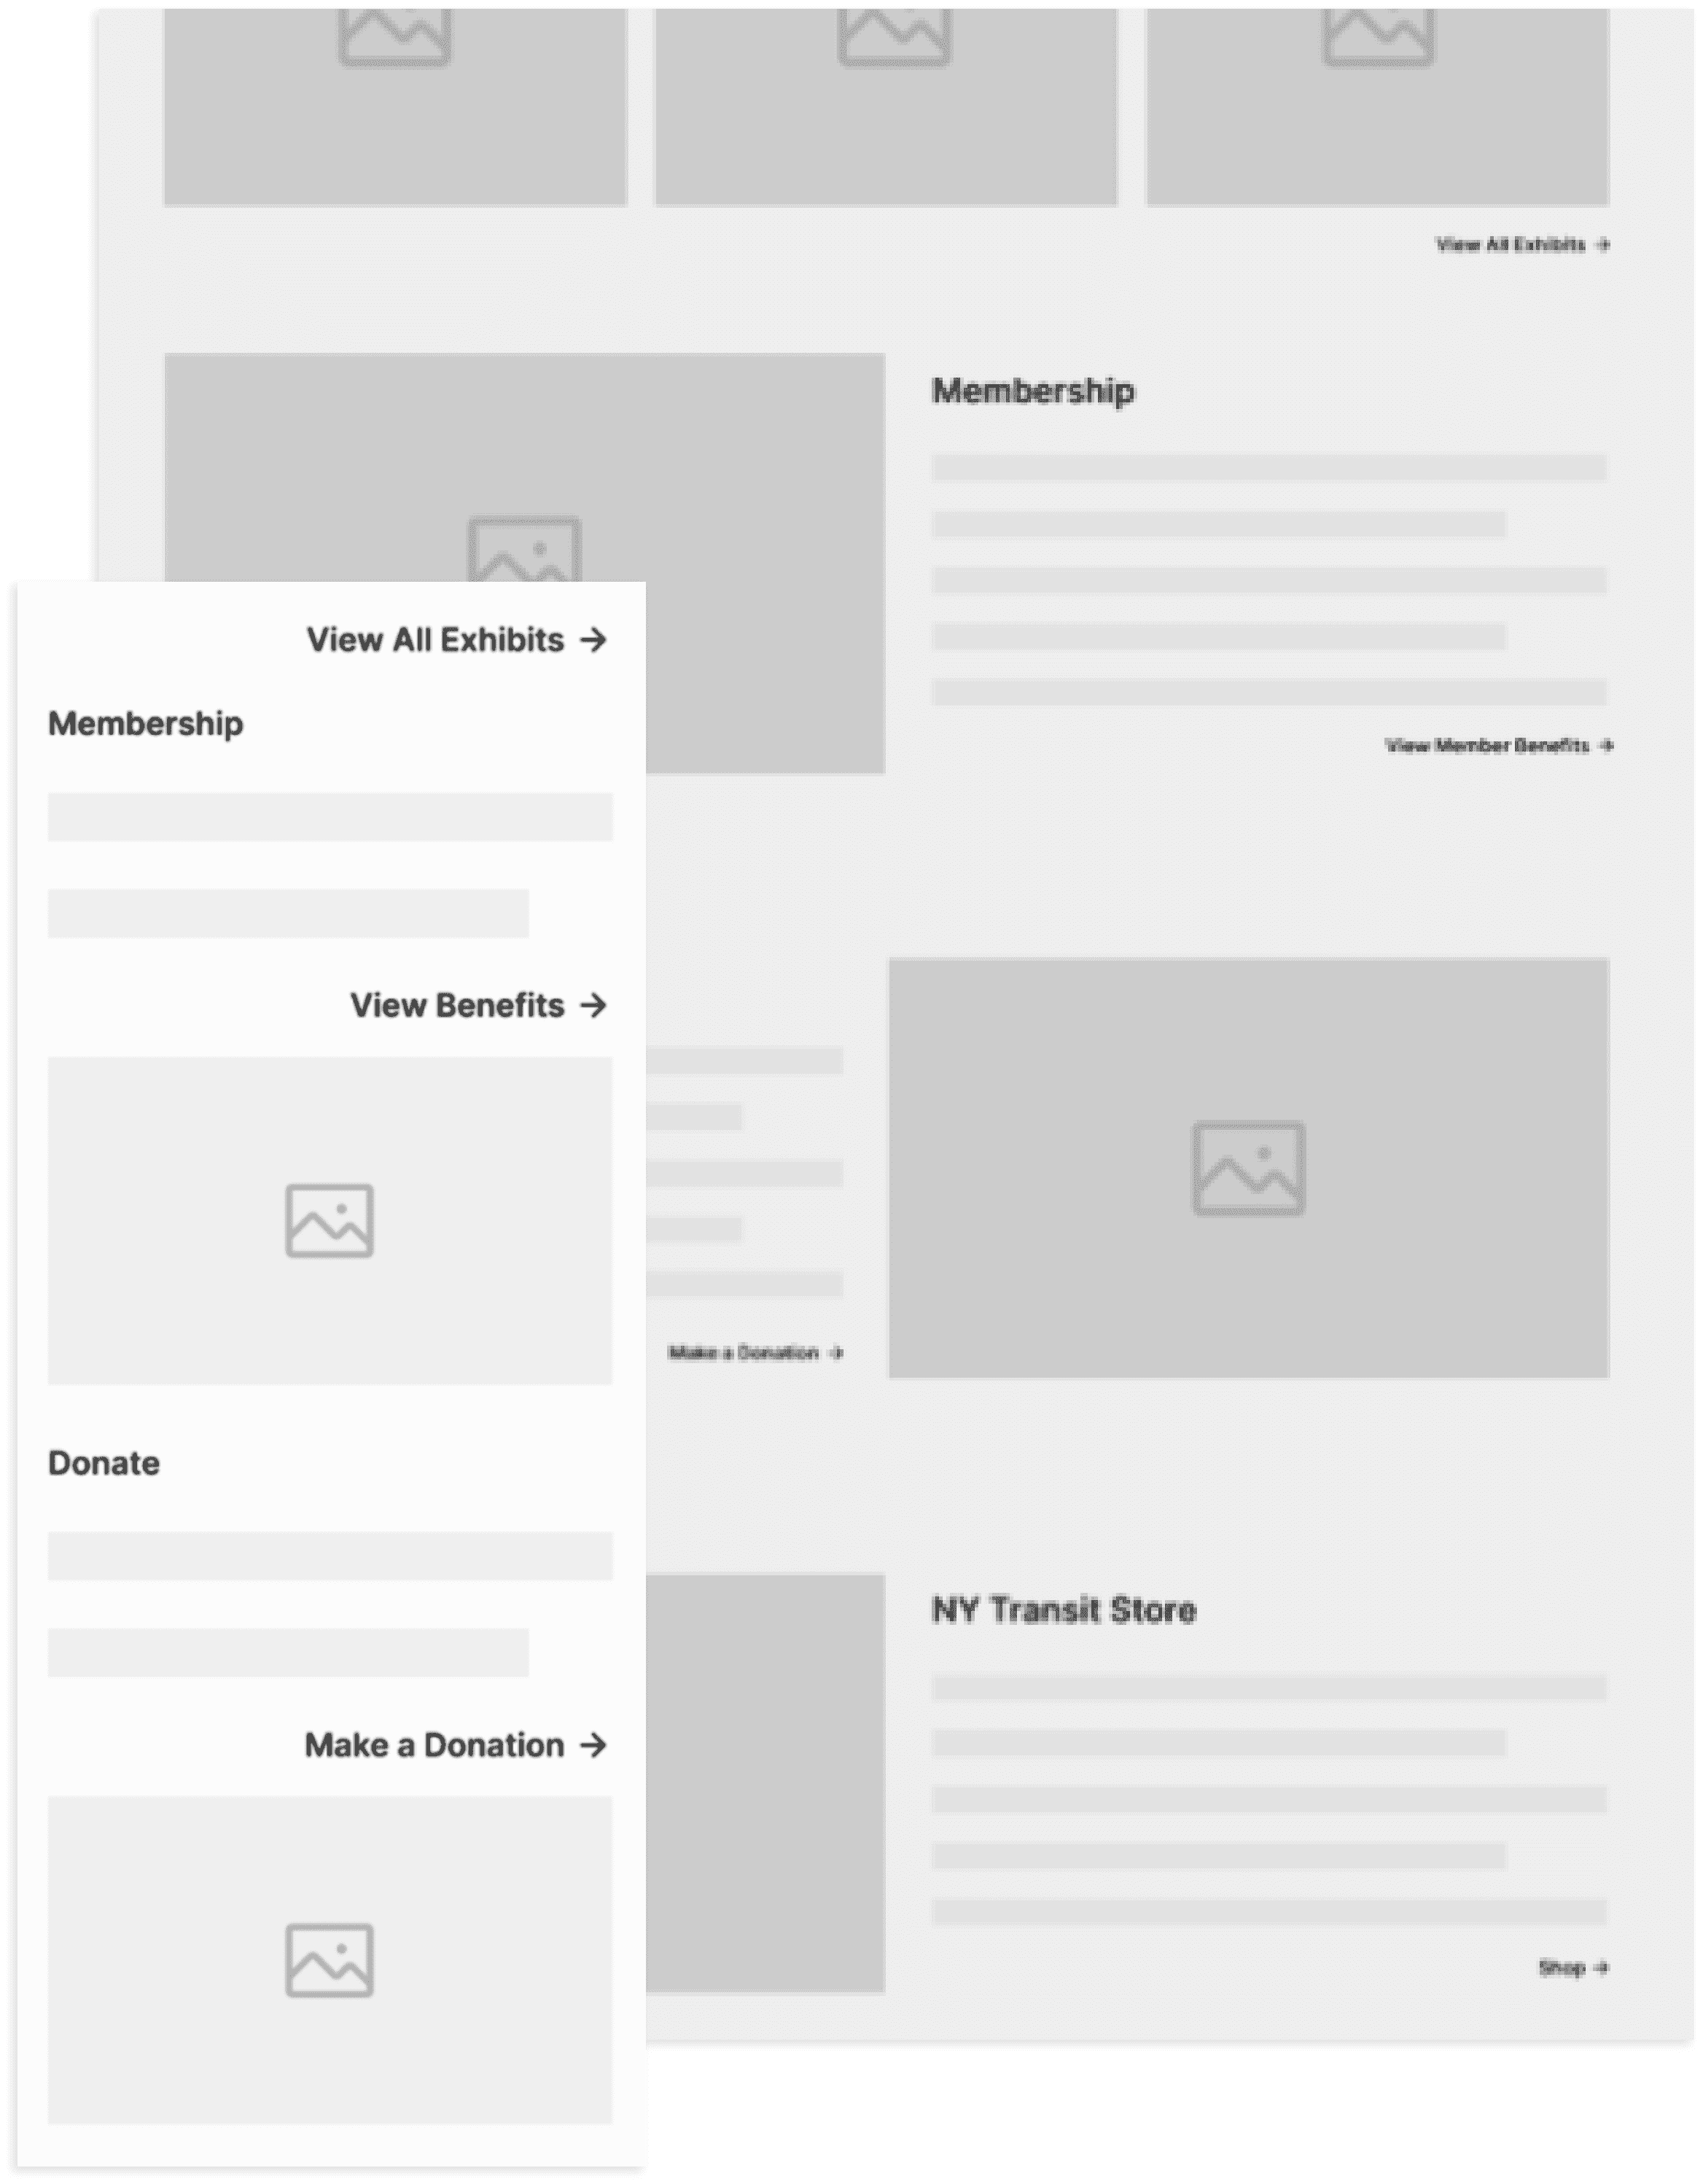 View All Exhibits →
Membership
View Member Benefits →
Make a Donation →
NY Transit Store
Shop →
View All Exhibits →
Membership
View Benefits →
Donate
Make a Donation →